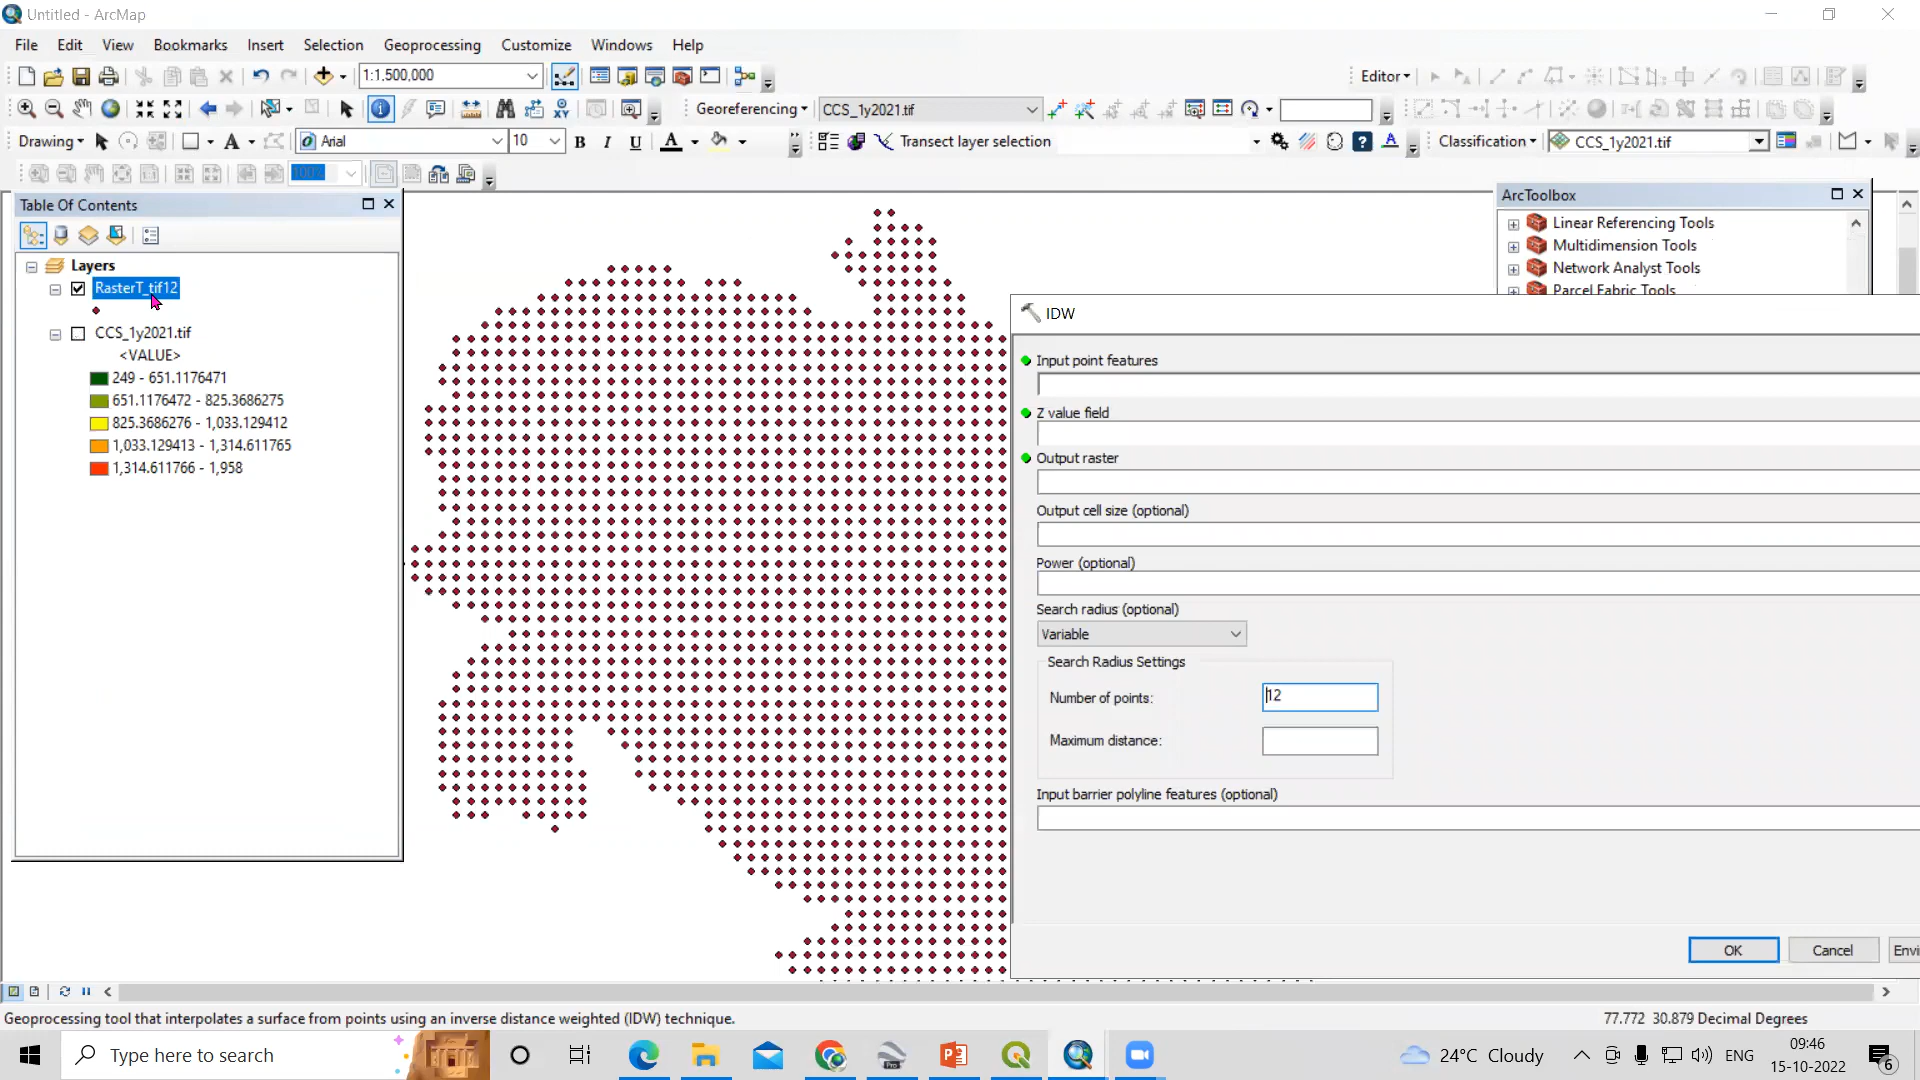 Untitled - ArcMap
File Edit View Bookmarks Insert Selection Geoprocessing Customize Windows Help
1:1,500,000
Editor
Georeferencing CCS_1y2021.tif
Drawing A Arial 10 B I U A Transect layer selection Classification CCS_1y2021.tif
100%
Table Of Contents
Layers
RasterT_tif12
CCS_1y2021.tif
<VALUE>
249 - 651.1176471
651.1176472 - 825.3686275
825.3686276 - 1,033.129412
1,033.129413 - 1,314.611765
1,314.611766 - 1,958
ArcToolbox
Linear Referencing Tools
Multidimension Tools
Network Analyst Tools
Parcel Fabric Tools
IDW
Input point features
Z value field
Output raster
Output cell size (optional)
Power (optional)
Search radius (optional)
Variable
Search Radius Settings
Number of points: 12
Maximum distance:
Input barrier polyline features (optional)
OK Cancel Envi
Geoprocessing tool that interpolates a surface from points using an inverse distance weighted (IDW) technique.
77.772 30.879 Decimal Degrees
Type here to search
24°C Cloudy
ENG
09:46
15-10-2022
6